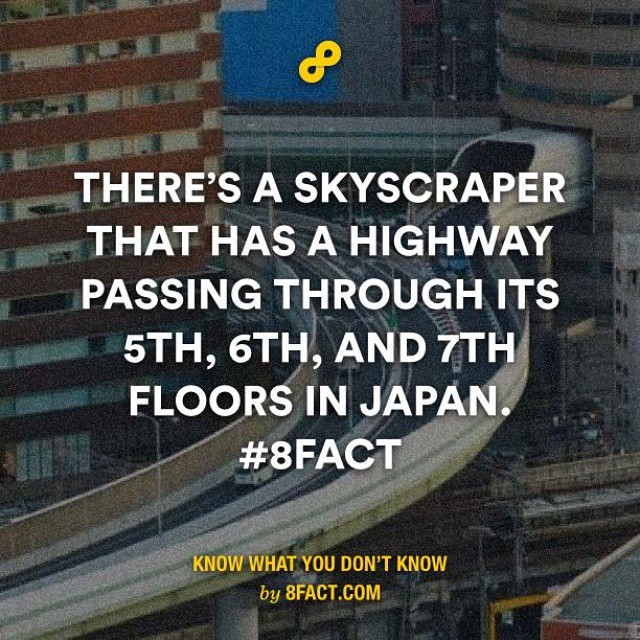 THERE'S A SKYSCRAPER
THAT HAS A HIGHWAY
PASSING THROUGH ITS
5TH, 6TH, AND 7TH
FLOORS IN JAPAN.
#8FACT
KNOW WHAT YOU DON'T KNOW
by 8FACT.COM